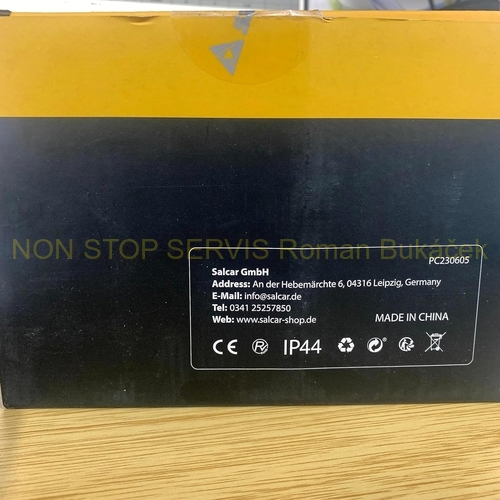 NON STOP SERVIS Roman Bukáček
PC230605
Salcar GmbH
Address: An der Hebemärchte 6, 04316 Leipzig, Germany
E-Mail: info@salcar.de
Tel: 0341 25257850
Web: www.salcar-shop.de
MADE IN CHINA
CE R IP44